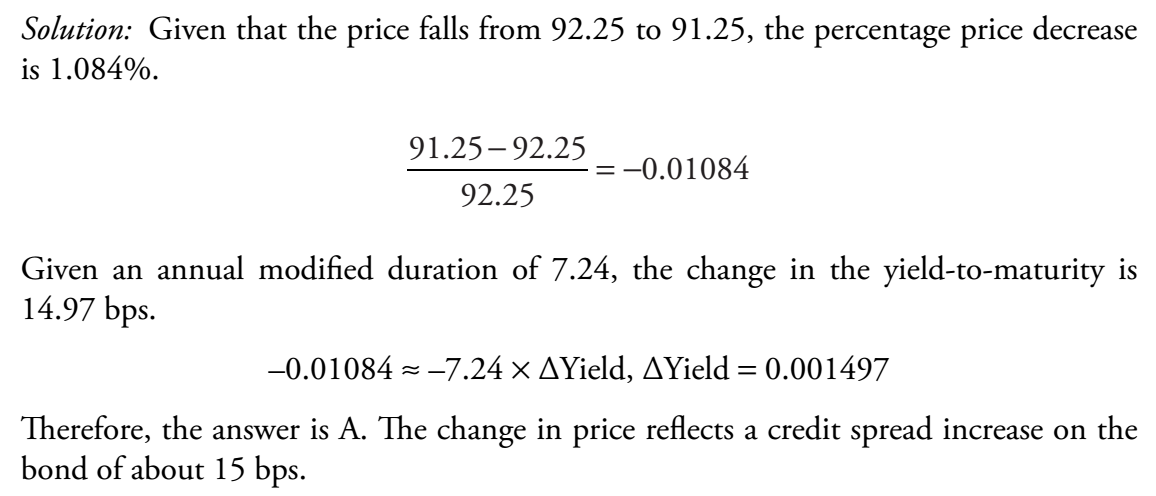 Solution: Given that the price falls from 92.25 to 91.25, the percentage price decrease
is 1.084%.
91.25 – 92.25
= –0.01084
92.25
Given an annual modified duration of 7.24, the change in the yield-to-maturity is
14.97 bps.
–0.01084 ≈ –7.24 × ΔYield, ΔYield = 0.001497
Therefore, the answer is A. The change in price reflects a credit spread increase on the
bond of about 15 bps.